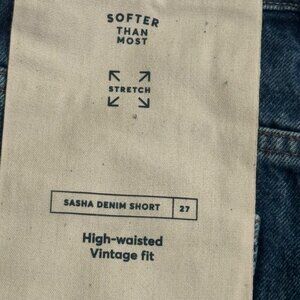 SOFTER
THAN
MOST
STRETCH
SASHA DENIM SHORT 27
High-waisted
Vintage fit